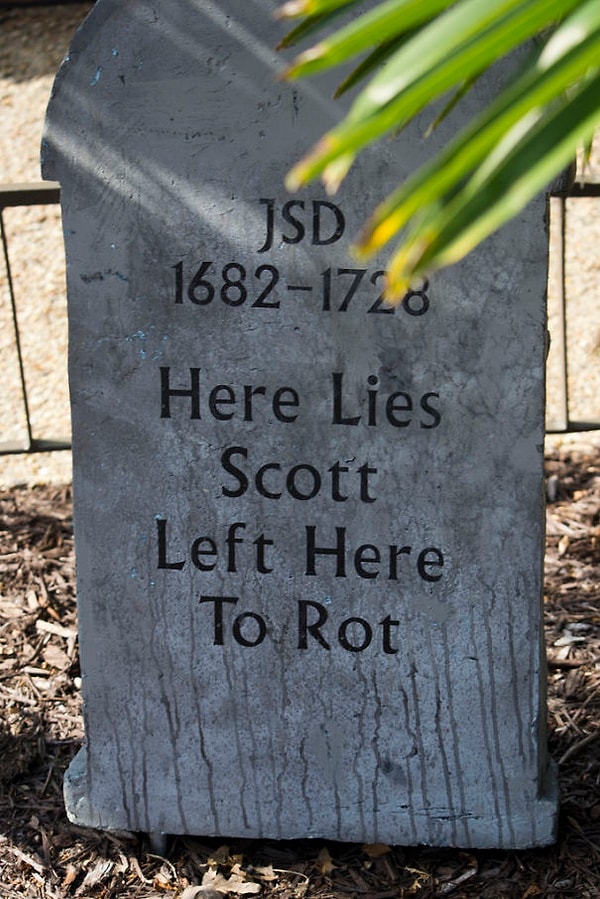 JSD
1682-1728
Here Lies
Scott
Left Here
To Rot